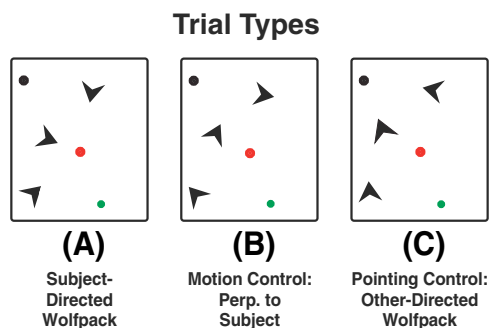 Trial Types
(A) (B) (C)
Subject-
Directed
Wolfpack
Motion Control:
Perp. to
Subject
Pointing Control:
Other-Directed
Wolfpack